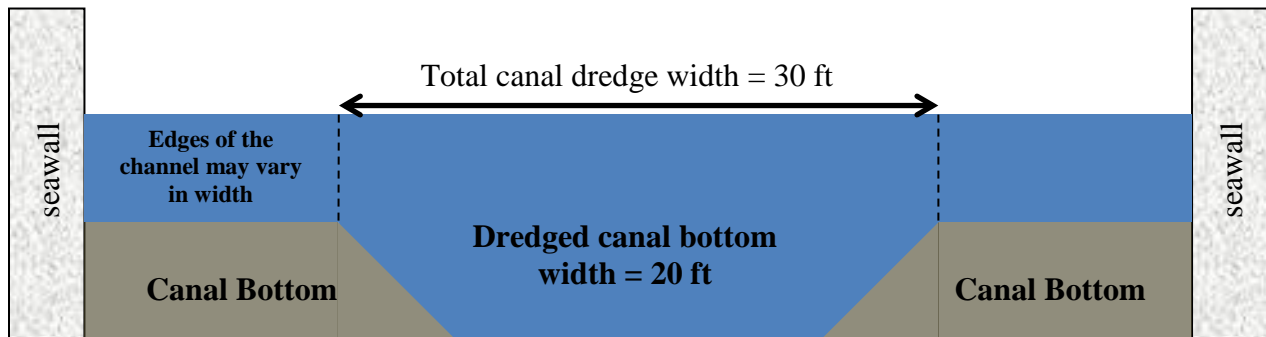 Total canal dredge width = 30 ft
seawall
Edges of the
channel may vary
in width
seawall
Dredged canal bottom
width = 20 ft
Canal Bottom
Canal Bottom